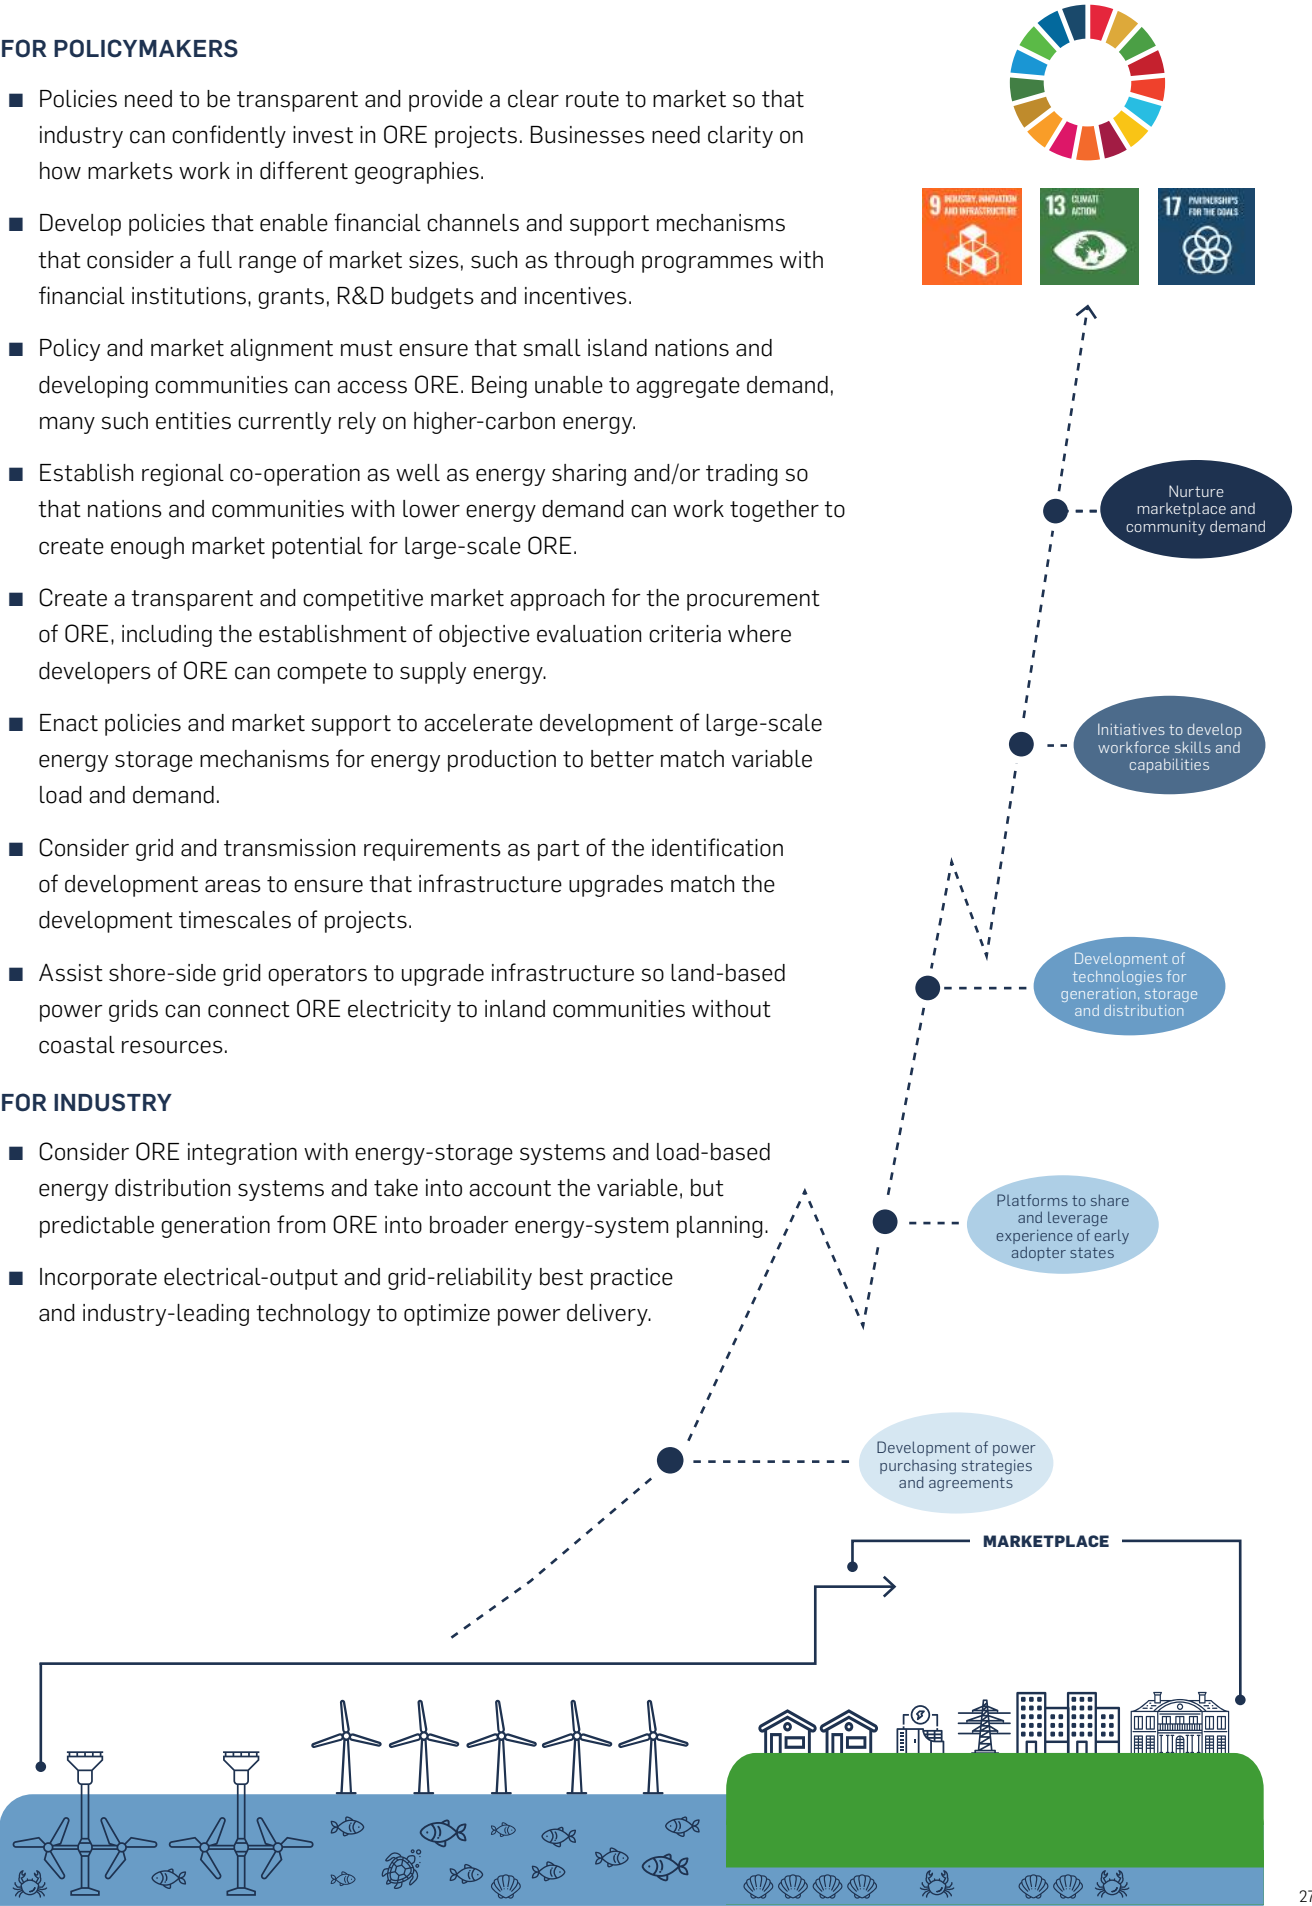 FOR POLICYMAKERS
■ Policies need to be transparent and provide a clear route to market so that
industry can confidently invest in ORE projects. Businesses need clarity on
how markets work in different geographies.
■ Develop policies that enable financial channels and support mechanisms
that consider a full range of market sizes, such as through programmes with
financial institutions, grants, R&D budgets and incentives.
■ Policy and market alignment must ensure that small island nations and
developing communities can access ORE. Being unable to aggregate demand,
many such entities currently rely on higher-carbon energy.
■ Establish regional co-operation as well as energy sharing and/or trading so
that nations and communities with lower energy demand can work together to
create enough market potential for large-scale ORE.
■ Create a transparent and competitive market approach for the procurement
of ORE, including the establishment of objective evaluation criteria where
developers of ORE can compete to supply energy.
■ Enact policies and market support to accelerate development of large-scale
energy storage mechanisms for energy production to better match variable
load and demand.
■ Consider grid and transmission requirements as part of the identification
of development areas to ensure that infrastructure upgrades match the
development timescales of projects.
■ Assist shore-side grid operators to upgrade infrastructure so land-based
power grids can connect ORE electricity to inland communities without
coastal resources.
FOR INDUSTRY
■ Consider ORE integration with energy-storage systems and load-based
energy distribution systems and take into account the variable, but
predictable generation from ORE into broader energy-system planning.
■ Incorporate electrical-output and grid-reliability best practice
and industry-leading technology to optimize power delivery.
9 INDUSTRY, INNOVATION
AND INFRASTRUCTURE
13 CLIMATE
ACTION
17 PARTNERSHIPS
FOR THE GOALS
Nurture
marketplace and
community demand
Initiatives to develop
workforce skills and
capabilities
Development of
technologies for
generation, storage
and distribution
Platforms to share
and leverage
experience of early
adopter states
Development of power
purchasing strategies
and agreements
MARKETPLACE
27